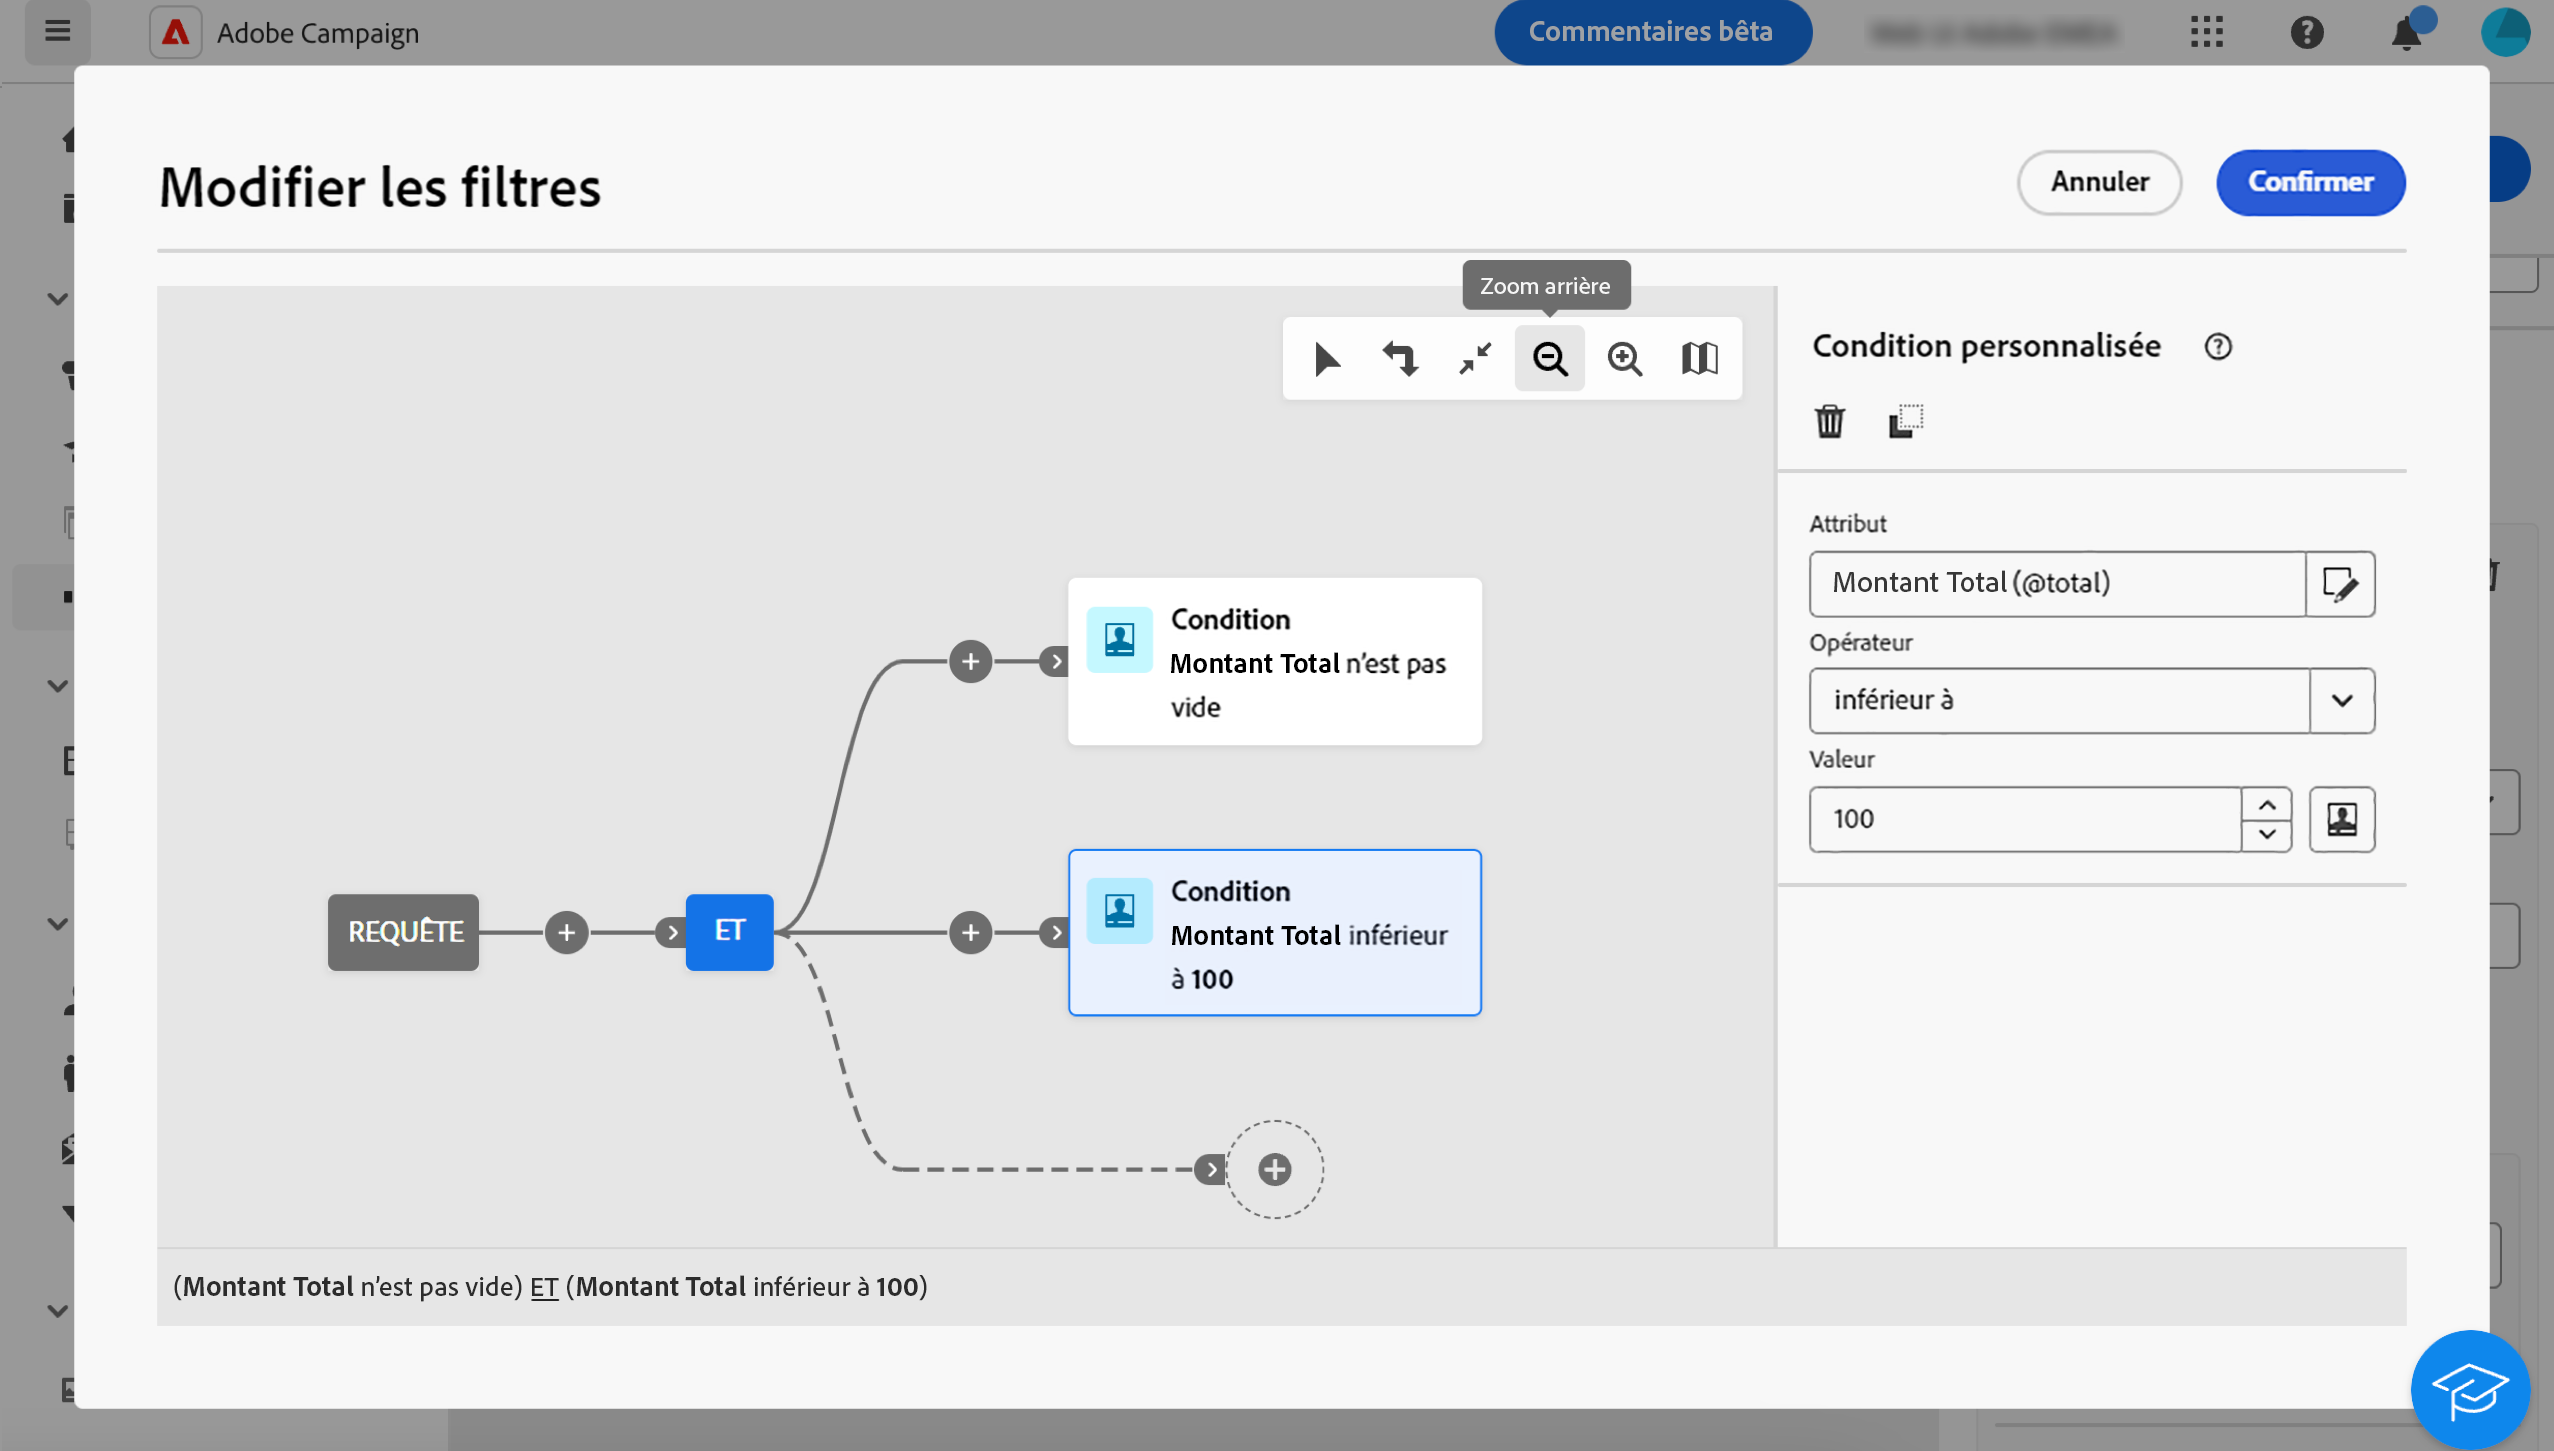 Adobe Campaign
Commentaires bêta
Modifier les filtres
Annuler
Confirmer
Zoom arrière
Condition personnalisée
Attribut
Montant Total (@total)
Opérateur
inférieur à
Valeur
100
Condition
Montant Total n’est pas
vide
REQUÊTE
ET
Condition
Montant Total inférieur
à 100
(Montant Total n’est pas vide) ET (Montant Total inférieur à 100)